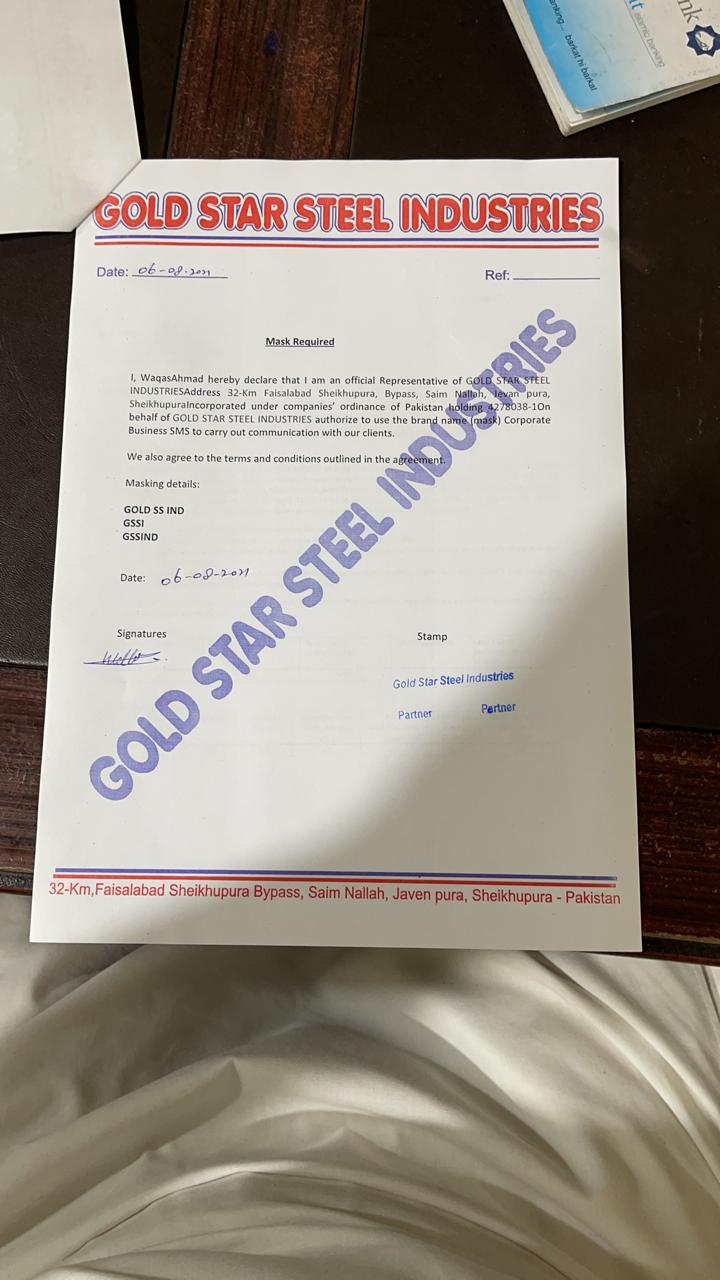 anking... barkat hi barkat
islamic banking
nk
GOLD STAR STEEL INDUSTRIES
Date: 06-08-2021
Ref:
Mask Required
I, WaqasAhmad hereby declare that I am an official Representative of GOLD STAR STEEL
INDUSTRIESAddress 32-Km Faisalabad Sheikhupura, Bypass, Saim Nallah, Jevan pura,
SheikhupuraIncorporated under companies' ordinance of Pakistan holding 4278038-1On
behalf of GOLD STAR STEEL INDUSTRIES authorize to use the brand name (mask) Corporate
Business SMS to carry out communication with our clients.
We also agree to the terms and conditions outlined in the agreement.
Masking details:
GOLD SS IND
GSSI
GSSIND
Date: 06-08-2021
Signatures
Stamp
Gold Star Steel Industries
Partner Partner
GOLD STAR STEEL INDUSTRIES
32-Km,Faisalabad Sheikhupura Bypass, Saim Nallah, Javen pura, Sheikhupura - Pakistan